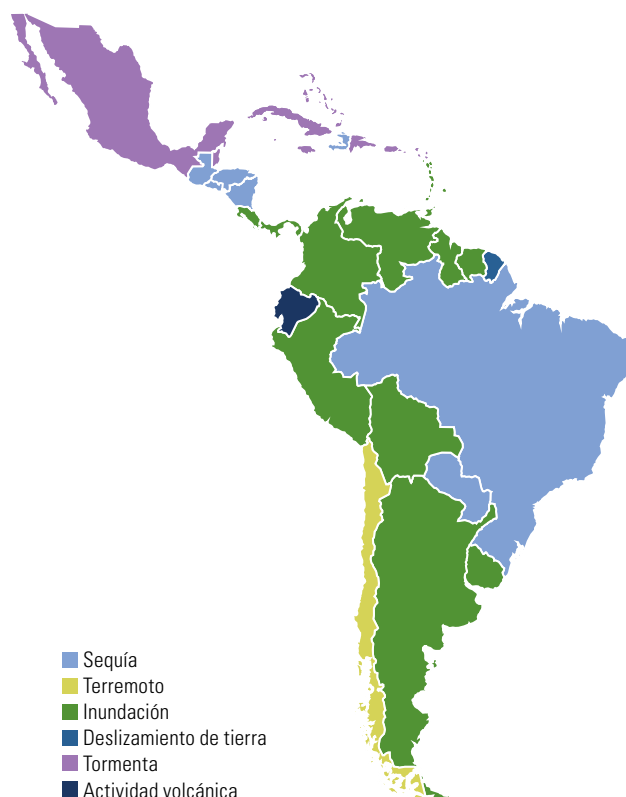 Sequía
Terremoto
Inundación
Deslizamiento de tierra
Tormenta
Actividad volcánica